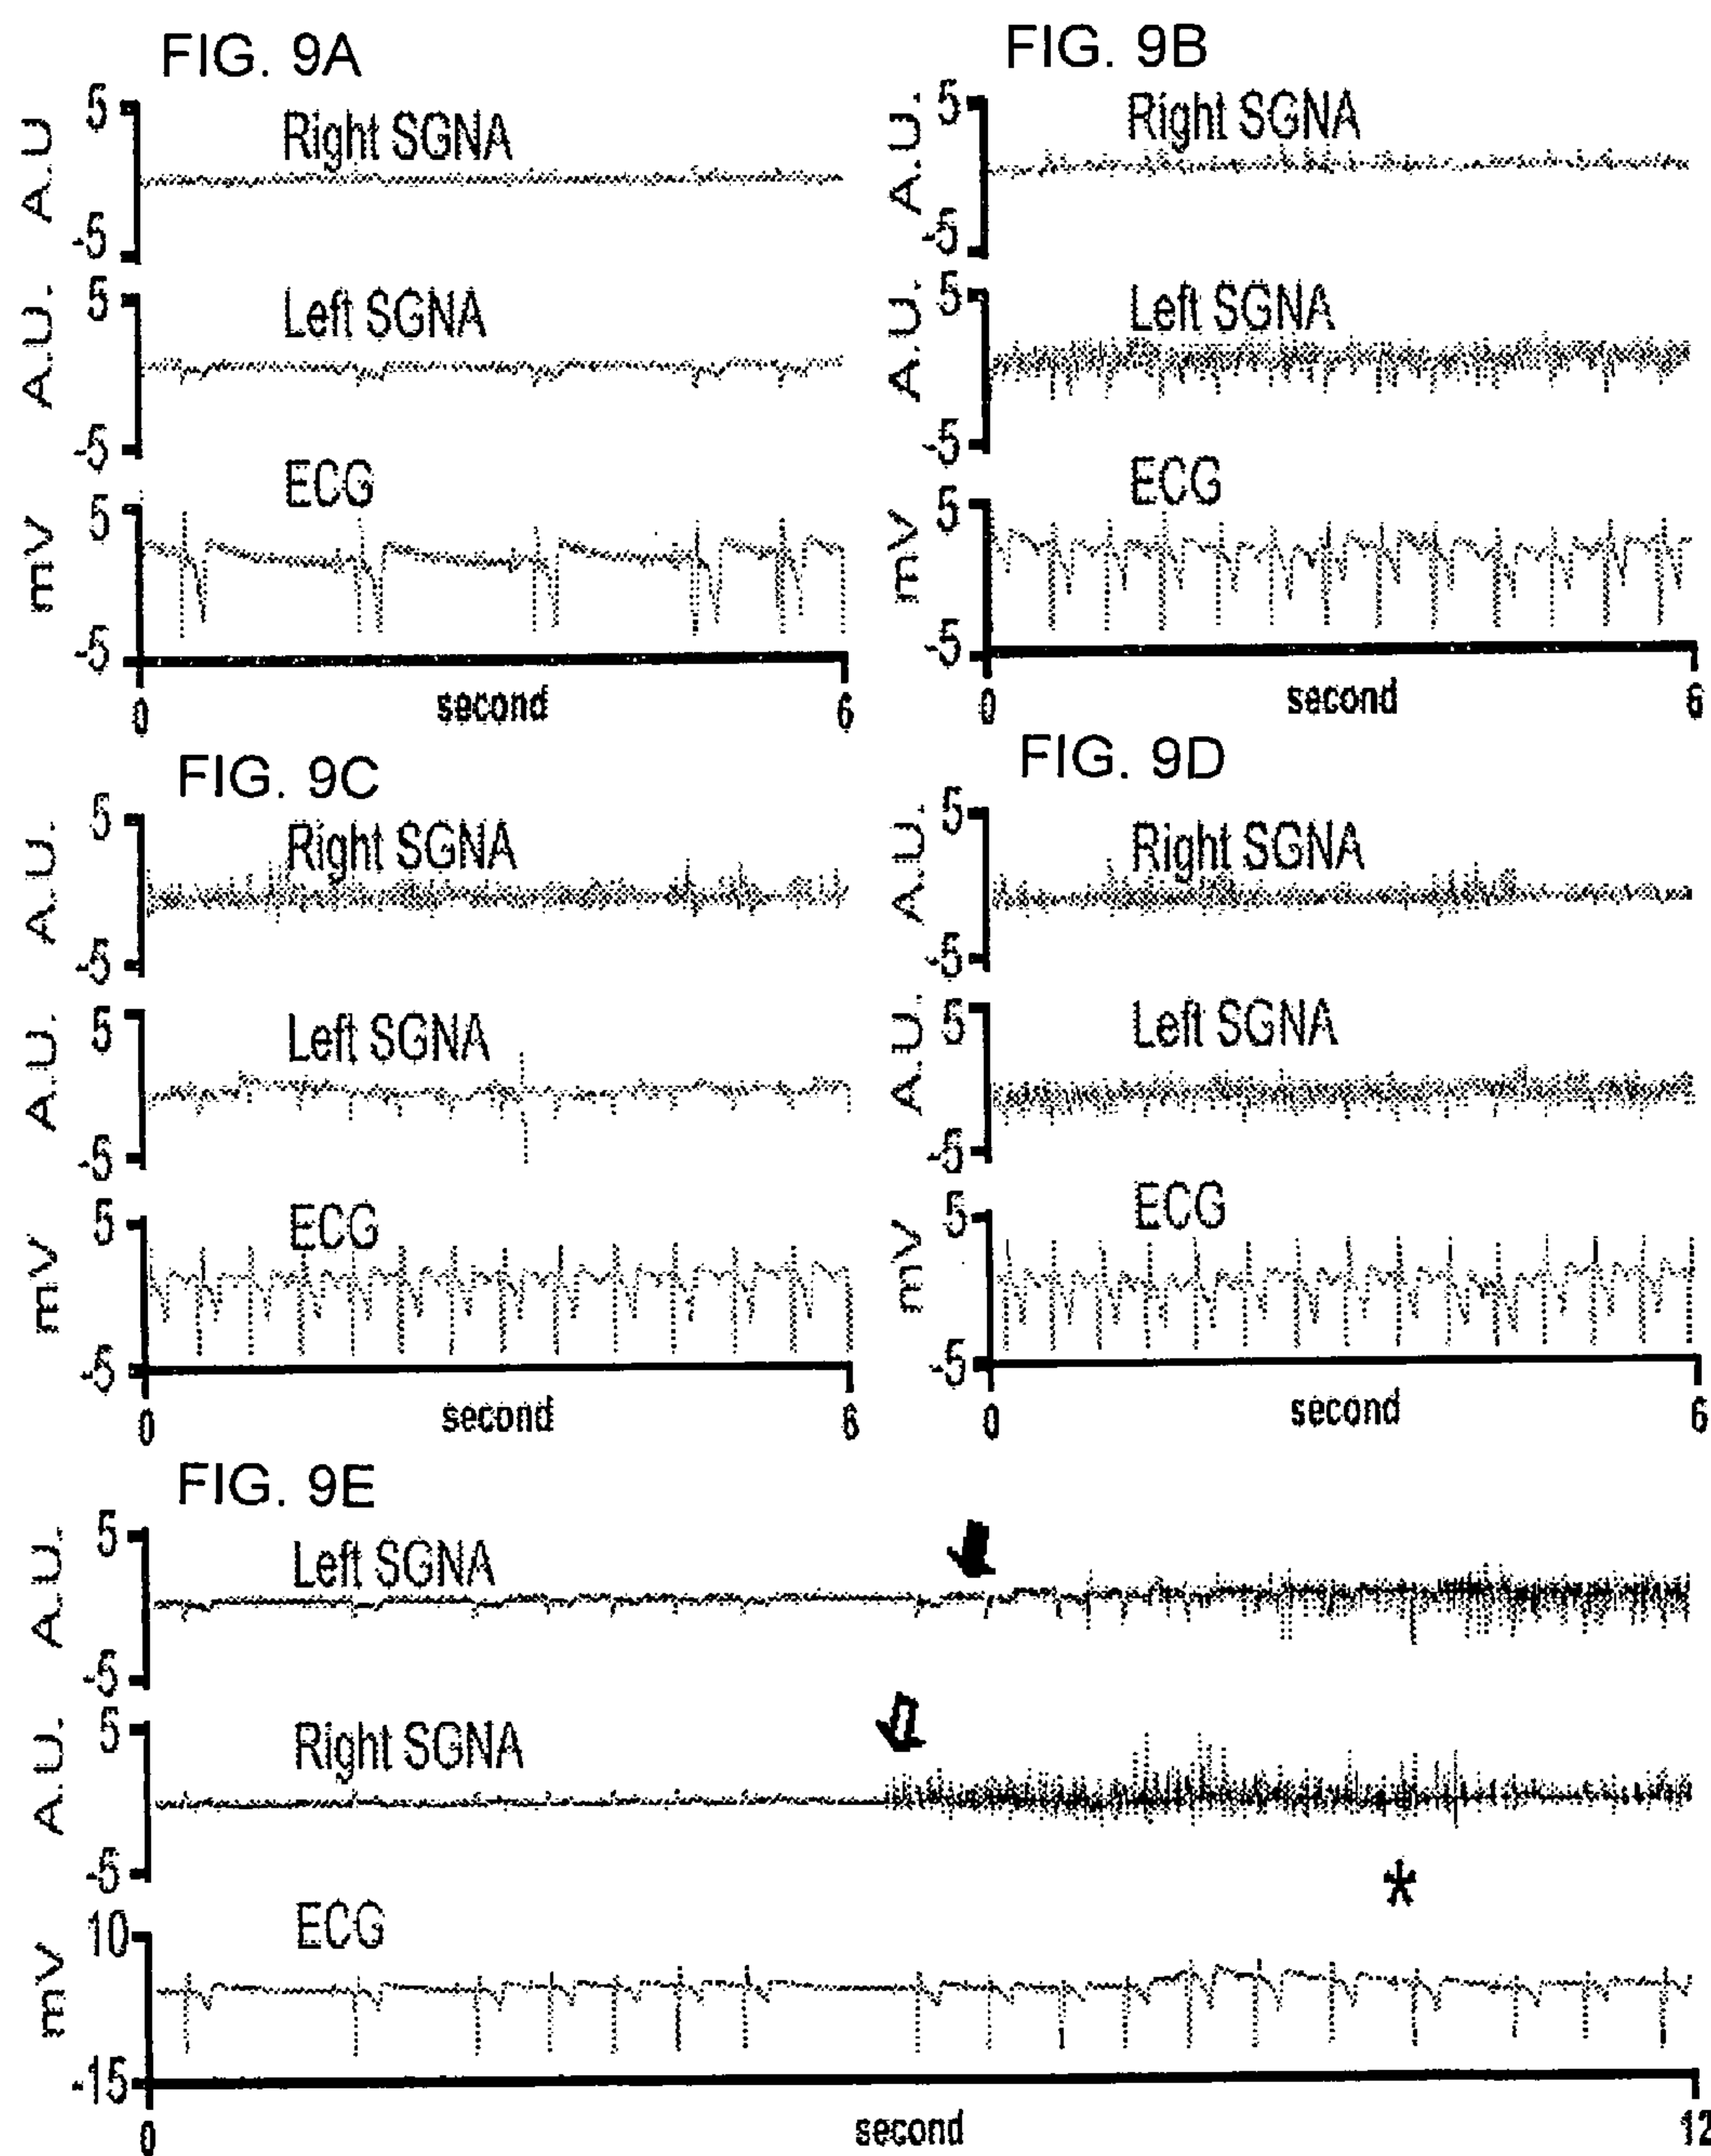 FIG. 9A
5
Right SGNA
A.U
-5
5
Left SGNA
A.U.
-5
ECG
5
mV
-5
0
second
6
FIG. 9B
5
Right SGNA
A.U.
-5
5
Left SGNA
A.U.
-5
ECG
5
mV
-5
0
second
6
FIG. 9C
5
Right SGNA
A.U.
-5
5
Left SGNA
A.U.
-5
ECG
5
mV
-5
0
second
6
FIG. 9D
5
Right SGNA
A.U.
-5
5
Left SGNA
A.U.
-5
ECG
5
mV
-5
0
second
6
FIG. 9E
5
Left SGNA
A.U.
-5
5
Right SGNA
A.U.
-5
*
ECG
10
mV
-15
0
second
12